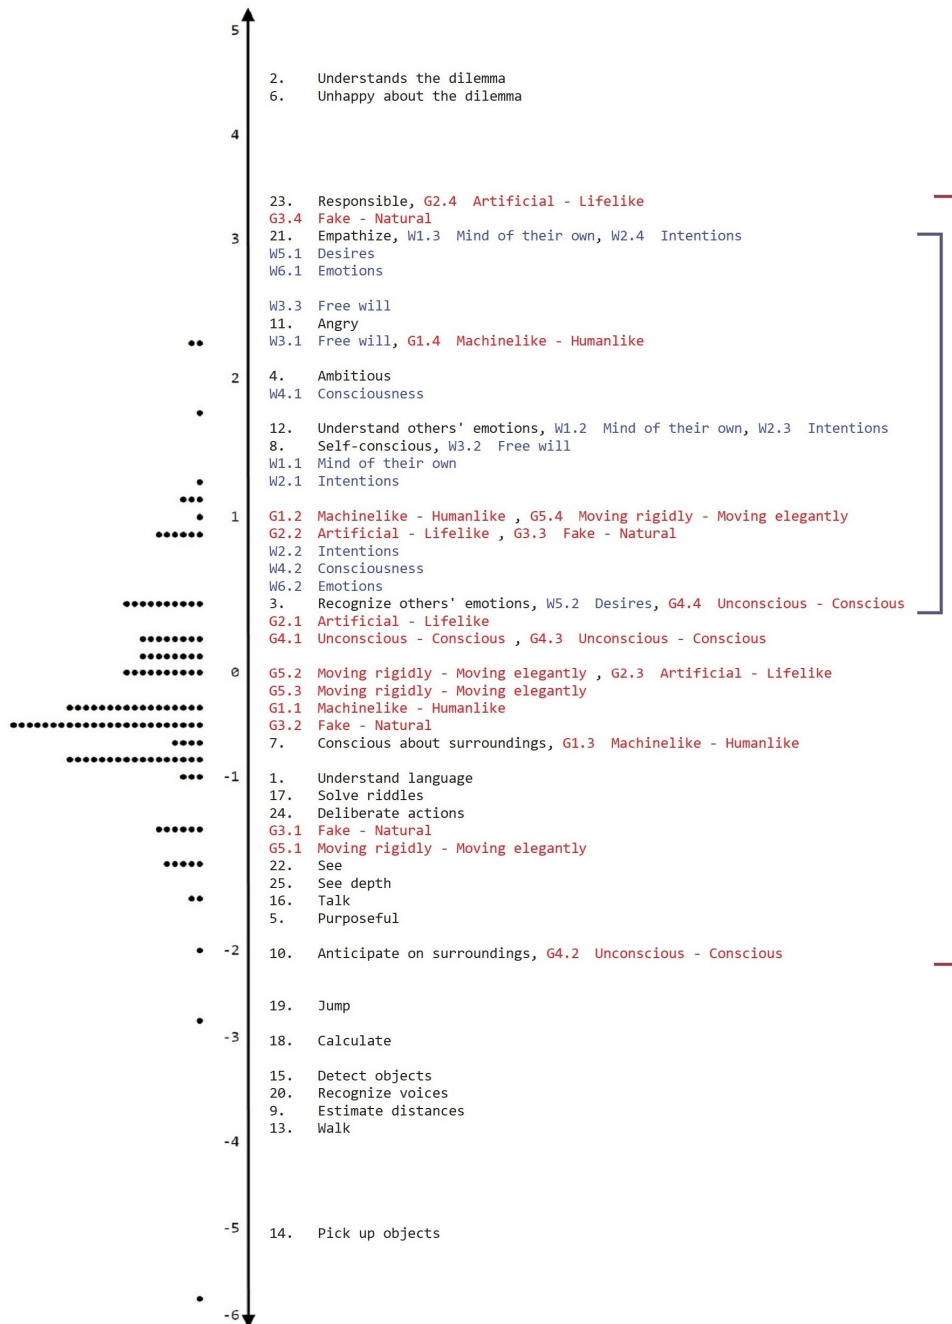 5
2. Understands the dilemma
6. Unhappy about the dilemma
4
23. Responsible, G2.4 Artificial - Lifelike
G3.4 Fake - Natural
3 21. Empathize, W1.3 Mind of their own, W2.4 Intentions
W5.1 Desires
W6.1 Emotions
W3.3 Free will
11. Angry
W3.1 Free will, G1.4 Machinelike - Humanlike
2 4. Ambitious
W4.1 Consciousness
12. Understand others' emotions, W1.2 Mind of their own, W2.3 Intentions
8. Self-conscious, W3.2 Free will
W1.1 Mind of their own
W2.1 Intentions
1 G1.2 Machinelike - Humanlike , G5.4 Moving rigidly - Moving elegantly
G2.2 Artificial - Lifelike , G3.3 Fake - Natural
W2.2 Intentions
W4.2 Consciousness
W6.2 Emotions
3. Recognize others' emotions, W5.2 Desires, G4.4 Unconscious - Conscious
G2.1 Artificial - Lifelike
G4.1 Unconscious - Conscious , G4.3 Unconscious - Conscious
0 G5.2 Moving rigidly - Moving elegantly , G2.3 Artificial - Lifelike
G5.3 Moving rigidly - Moving elegantly
G1.1 Machinelike - Humanlike
G3.2 Fake - Natural
7. Conscious about surroundings, G1.3 Machinelike - Humanlike
-1 1. Understand language
17. Solve riddles
24. Deliberate actions
G3.1 Fake - Natural
G5.1 Moving rigidly - Moving elegantly
22. See
25. See depth
16. Talk
5. Purposeful
-2 10. Anticipate on surroundings, G4.2 Unconscious - Conscious
19. Jump
-3 18. Calculate
15. Detect objects
20. Recognize voices
9. Estimate distances
13. Walk
-4
-5 14. Pick up objects
-6